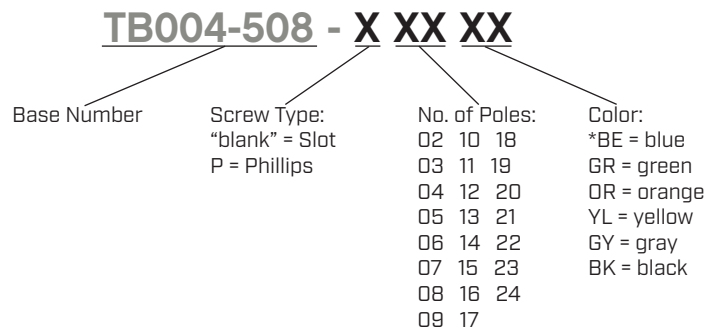 TB004-508 - X XX XX
Base Number
Screw Type:
"blank" = Slot
P = Phillips
No. of Poles:
02 10 18
03 11 19
04 12 20
05 13 21
06 14 22
07 15 23
08 16 24
09 17
Color:
*BE = blue
GR = green
OR = orange
YL = yellow
GY = gray
BK = black